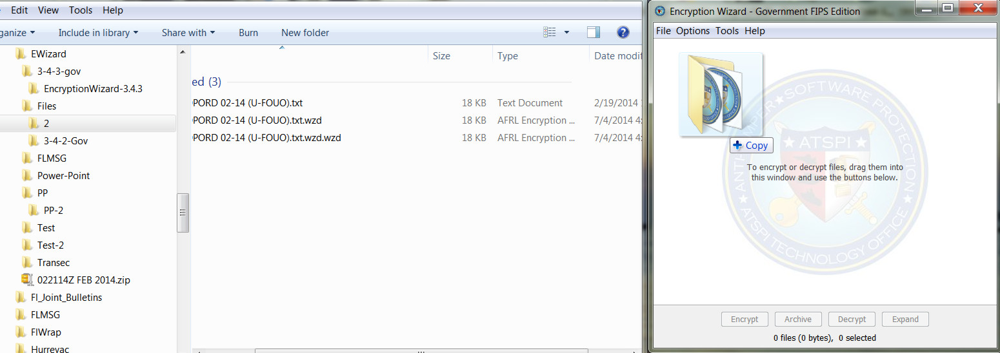 Edit View Tools Help
ganize Include in library Share with Burn New folder
EWizard
3-4-3-gov
EncryptionWizard-3.4.3
Files
2
3-4-2-Gov
FLMSG
Power-Point
PP
PP-2
Test
Test-2
Transec
022114Z FEB 2014.zip
FI_Joint_Bulletins
FLMSG
FlWrap
Hurrevac
Size Type Date modif
ed (3)
OPORD 02-14 (U-FOUO).txt 18 KB Text Document 2/19/2014
OPORD 02-14 (U-FOUO).txt.wzd 18 KB AFRL Encryption ... 7/4/2014 4:
OPORD 02-14 (U-FOUO).txt.wzd.wzd 18 KB AFRL Encryption ... 7/4/2014 4:
Encryption Wizard - Government FIPS Edition
File Options Tools Help
Copy
ANTI-TAMPER ★ SOFTWARE PROTECTION
★ ATSPI ★
To encrypt or decrypt files, drag them into
this window and use the buttons below.
★ ATSPI TECHNOLOGY OFFICE ★
Encrypt Archive Decrypt Expand
0 files (0 bytes), 0 selected